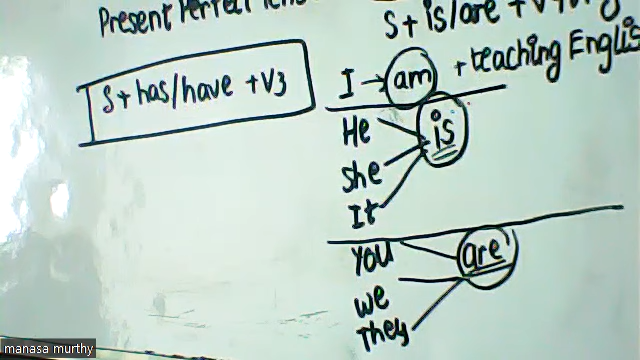 Present Perfect
S + has/have + V3
S + is/are + V
I → am + teaching Englis
He
She
It
is
You
we
They
are
manasa murthy